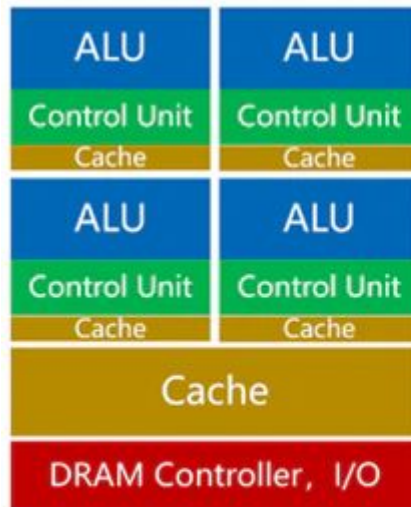 ALU ALU
Control Unit Control Unit
Cache Cache
ALU ALU
Control Unit Control Unit
Cache Cache
Cache
DRAM Controller，I/O